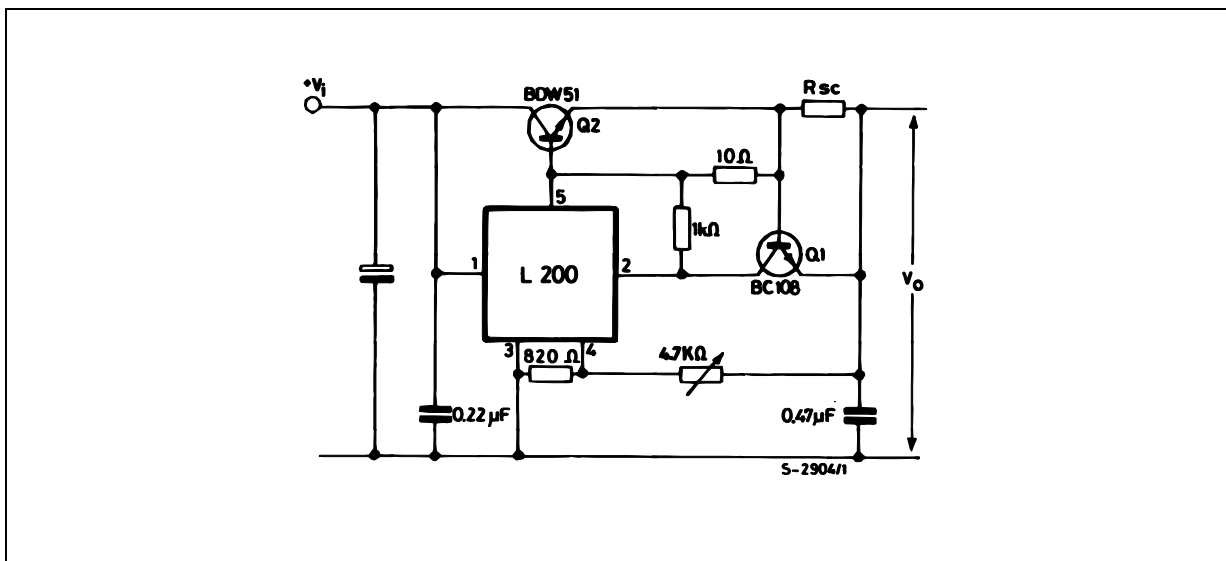 +Vi
BDW51
Q2
Rsc
10Ω
5
1kΩ
1
L 200
2
Q1
BC108
Vo
3
820 Ω
4
4.7KΩ
0.22µF
0.47µF
S-2904/1